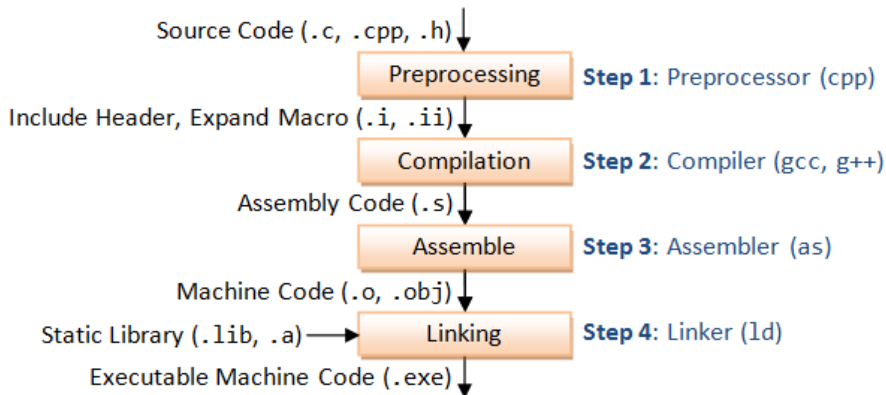 Source Code (.c, .cpp, .h)
Preprocessing
Step 1: Preprocessor (cpp)
Include Header, Expand Macro (.i, .ii)
Compilation
Step 2: Compiler (gcc, g++)
Assembly Code (.s)
Assemble
Step 3: Assembler (as)
Machine Code (.o, .obj)
Static Library (.lib, .a)
Linking
Step 4: Linker (ld)
Executable Machine Code (.exe)